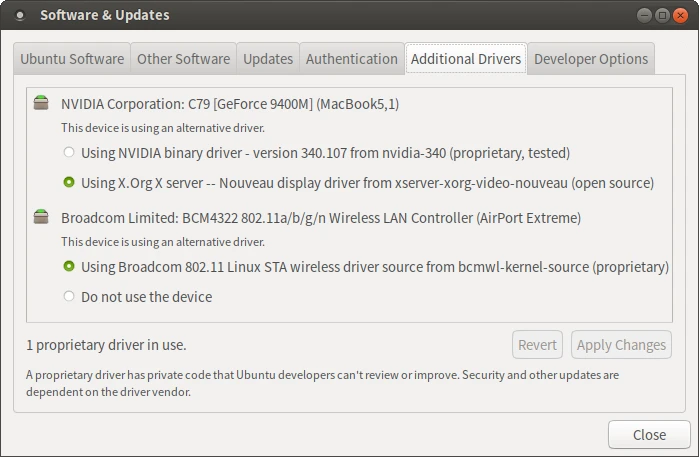 Software & Updates
Ubuntu Software
Other Software
Updates
Authentication
Additional Drivers
Developer Options
NVIDIA Corporation: C79 [GeForce 9400M] (MacBook5,1)
This device is using an alternative driver.
Using NVIDIA binary driver - version 340.107 from nvidia-340 (proprietary, tested)
Using X.Org X server -- Nouveau display driver from xserver-xorg-video-nouveau (open source)
Broadcom Limited: BCM4322 802.11a/b/g/n Wireless LAN Controller (AirPort Extreme)
This device is using an alternative driver.
Using Broadcom 802.11 Linux STA wireless driver source from bcmwl-kernel-source (proprietary)
Do not use the device
1 proprietary driver in use.
Revert
Apply Changes
A proprietary driver has private code that Ubuntu developers can't review or improve. Security and other updates are
dependent on the driver vendor.
Close